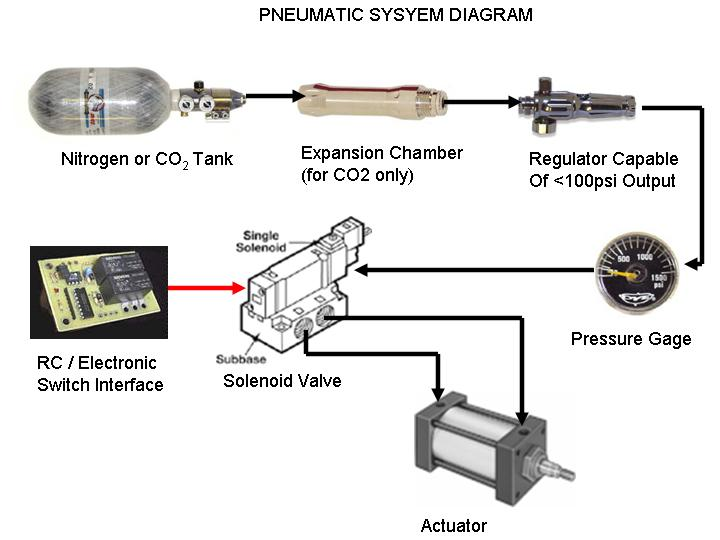 PNEUMATIC SYSYEM DIAGRAM
Nitrogen or CO2 Tank
Expansion Chamber
(for CO2 only)
Regulator Capable
Of <100psi Output
Single
Solenoid
Subbase
500 1000
1500
psi
Pressure Gage
RC / Electronic
Switch Interface
Solenoid Valve
Actuator